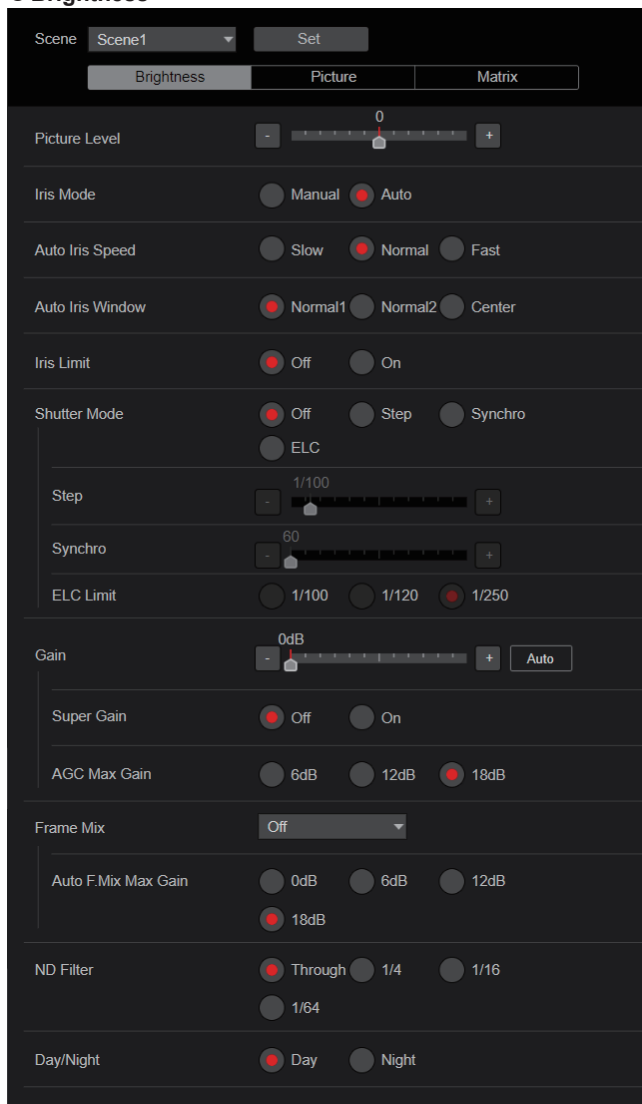 Scene Scene1 Set
Brightness Picture Matrix
0
Picture Level - +
Iris Mode Manual Auto
Auto Iris Speed Slow Normal Fast
Auto Iris Window Normal1 Normal2 Center
Iris Limit Off On
Shutter Mode Off Step Synchro
ELC
1/100
Step - +
60
Synchro - +
ELC Limit 1/100 1/120 1/250
0dB
Gain - + Auto
Super Gain Off On
AGC Max Gain 6dB 12dB 18dB
Frame Mix Off
Auto F.Mix Max Gain 0dB 6dB 12dB
18dB
ND Filter Through 1/4 1/16
1/64
Day/Night Day Night